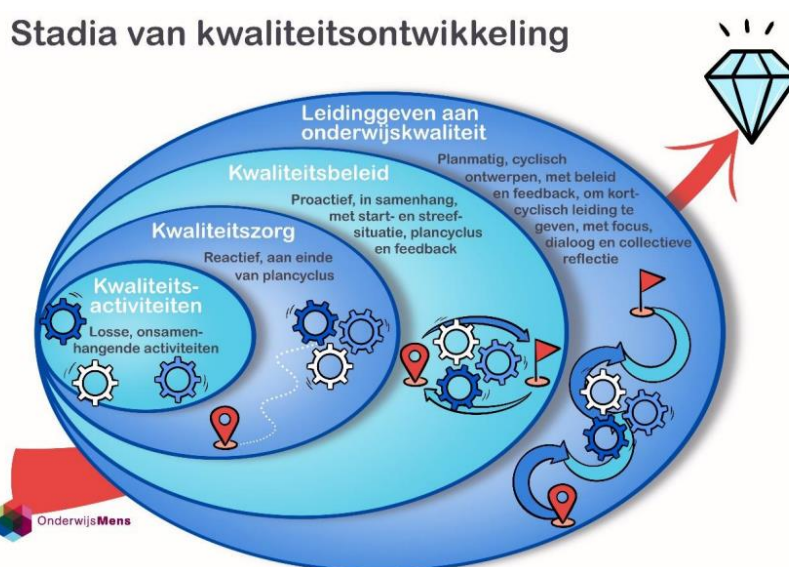 Stadia van kwaliteitsontwikkeling
Leidinggeven aan
onderwijskwaliteit
Planmatig, cyclisch
ontwerpen, met beleid
en feedback, om kort-
cyclisch leiding te
geven, met focus,
dialoog en collectieve
reflectie
Kwaliteitsbeleid
Proactief, in samenhang,
met start- en streef-
situatie, plancyclus
en feedback
Kwaliteitszorg
Reactief, aan einde
van plancyclus
Kwaliteits-
activiteiten
Losse, onsamen-
hangende activiteiten
OnderwijsMens